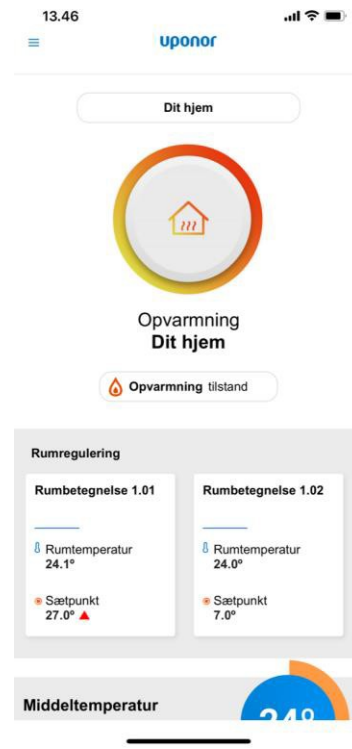 13.46
uponor
Dit hjem
Opvarmning
Dit hjem
Opvarmning tilstand
Rumregulering
Rumbetegnelse 1.01
Rumtemperatur
24.1°
Sætpunkt
27.0°
Rumbetegnelse 1.02
Rumtemperatur
24.0°
Sætpunkt
7.0°
Middeltemperatur
24°